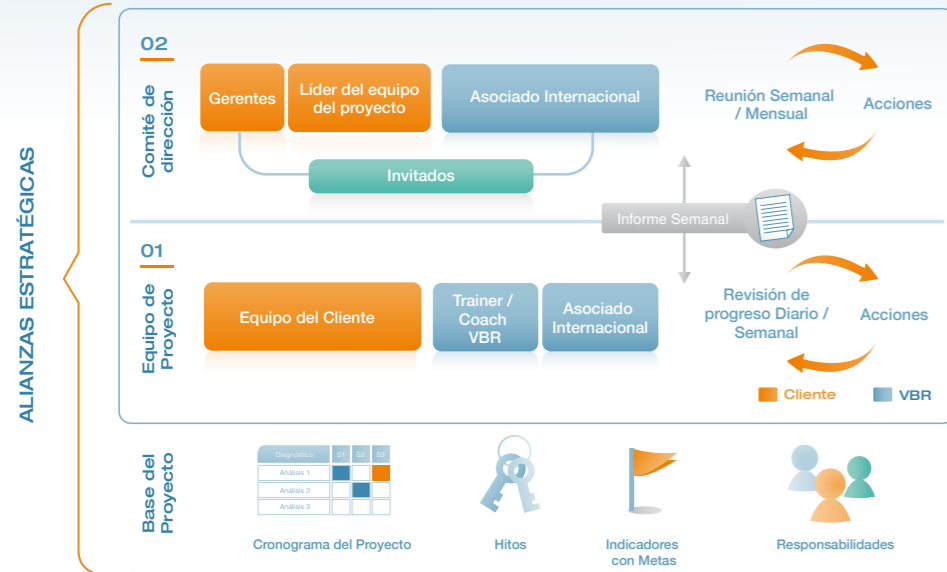 ALIANZAS ESTRATÉGICAS
02
Comité de
dirección
Gerentes
Líder del equipo
del proyecto
Asociado Internacional
Invitados
Reunión Semanal
/ Mensual
Acciones
Informe Semanal
01
Equipo de
Proyecto
Equipo del Cliente
Trainer /
Coach
VBR
Asociado
Internacional
Revisión de
progreso Diario /
Semanal
Acciones
Cliente
VBR
Base del
Proyecto
Diagnostico S1 S2 S3
Análisis 1
Análisis 2
Análisis 3
Cronograma del Proyecto
Hitos
Indicadores
con Metas
Responsabilidades